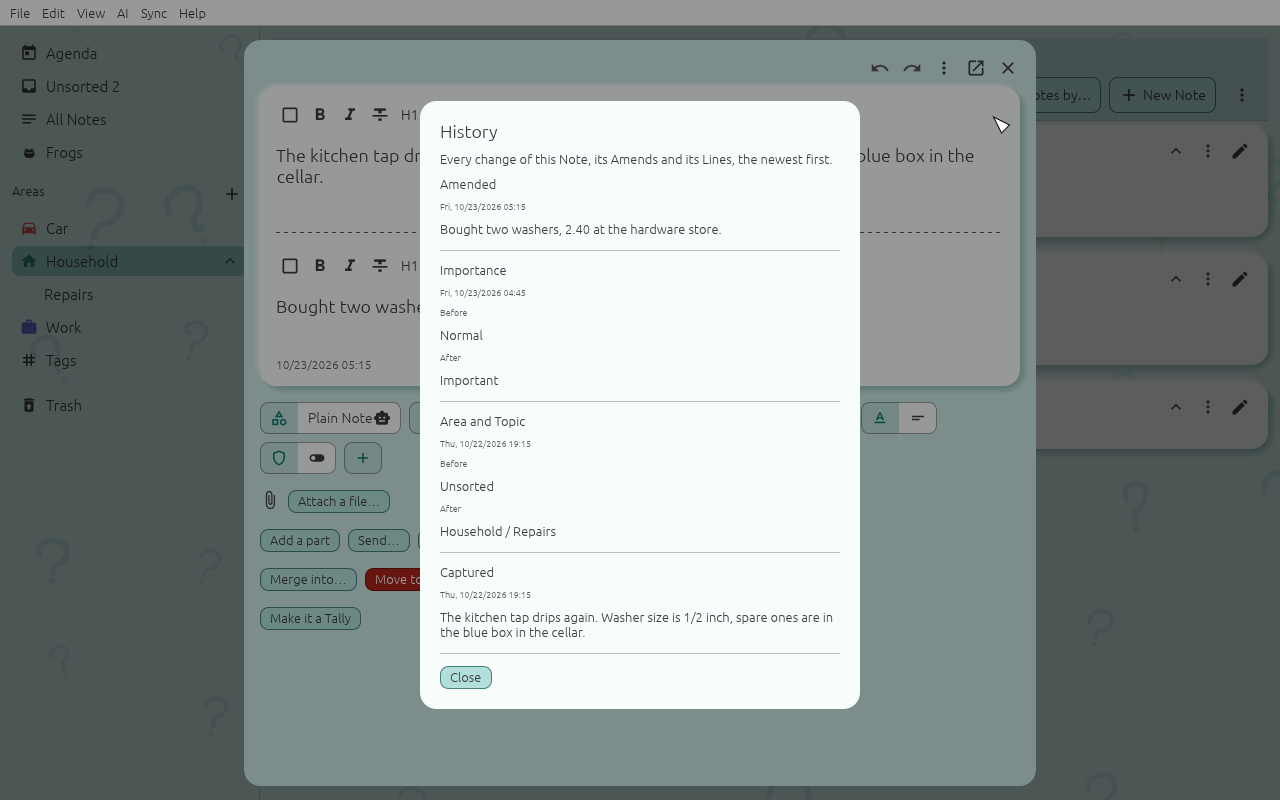 File Edit View AI Sync Help
Agenda
Unsorted 2
All Notes
Frogs
Areas
Car
Household
Repairs
Work
Tags
Trash
otes by…
New Note
B I H1
The kitchen tap dr
blue box in the
cellar.
B I H1
Bought two washe
10/23/2026 05:15
Plain Note
A
Attach a file…
Add a part
Send…
Merge into…
Move to
Make it a Tally
History
Every change of this Note, its Amends and its Lines, the newest first.
Amended
Fri, 10/23/2026 05:15
Bought two washers, 2.40 at the hardware store.
Importance
Fri, 10/23/2026 04:45
Before
Normal
After
Important
Area and Topic
Thu, 10/22/2026 19:15
Before
Unsorted
After
Household / Repairs
Captured
Thu, 10/22/2026 19:15
The kitchen tap drips again. Washer size is 1/2 inch, spare ones are in
the blue box in the cellar.
Close